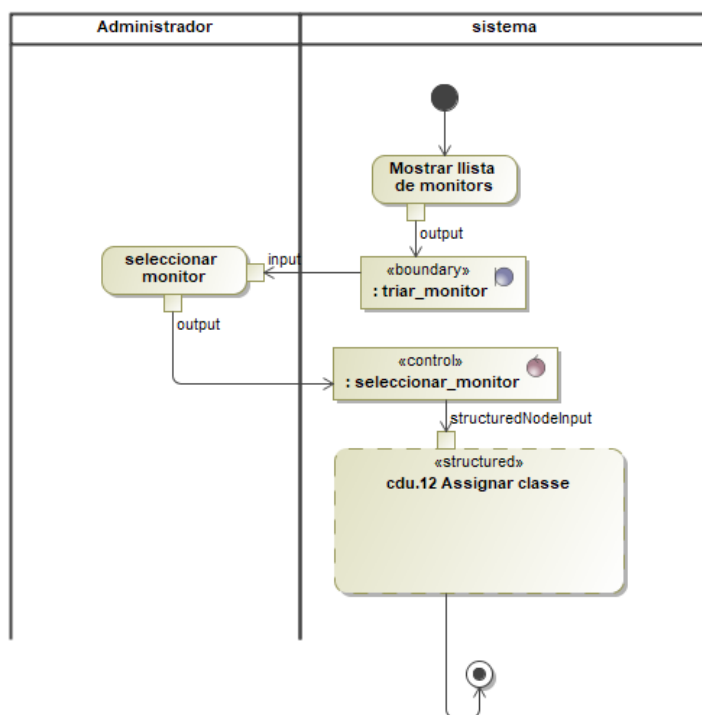 Administrador
sistema
Mostrar llista
de monitors
output
«boundary»
: triar_monitor
input
seleccionar
monitor
output
«control»
: seleccionar_monitor
structuredNodeInput
«structured»
cdu.12 Assignar classe